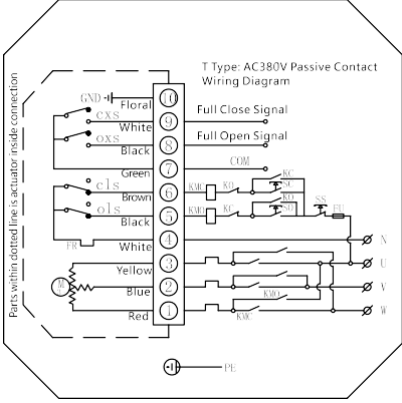 T Type: AC380V Passive Contact
Wiring Diagram
Parts within dotted line is actuator inside connection
GND
Floral
10
cxs
White
9
Full Close Signal
oxs
Black
8
Full Open Signal
Green
7
COM
cls
Brown
6
KMC
KO
KC
SC
ols
Black
5
KMO
KC
KO
SO
SS
FU
FR
White
4
N
Yellow
3
U
M
Blue
2
V
KMO
Red
1
KMC
W
PE